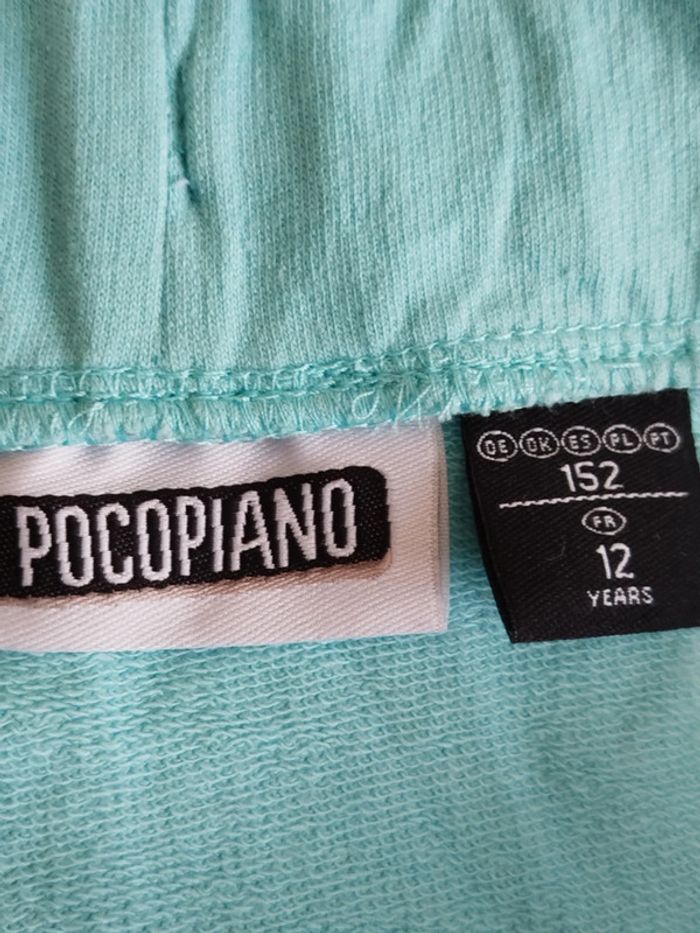 POCOPIANO
DE DK ES PL PT
152
FR
12
YEARS